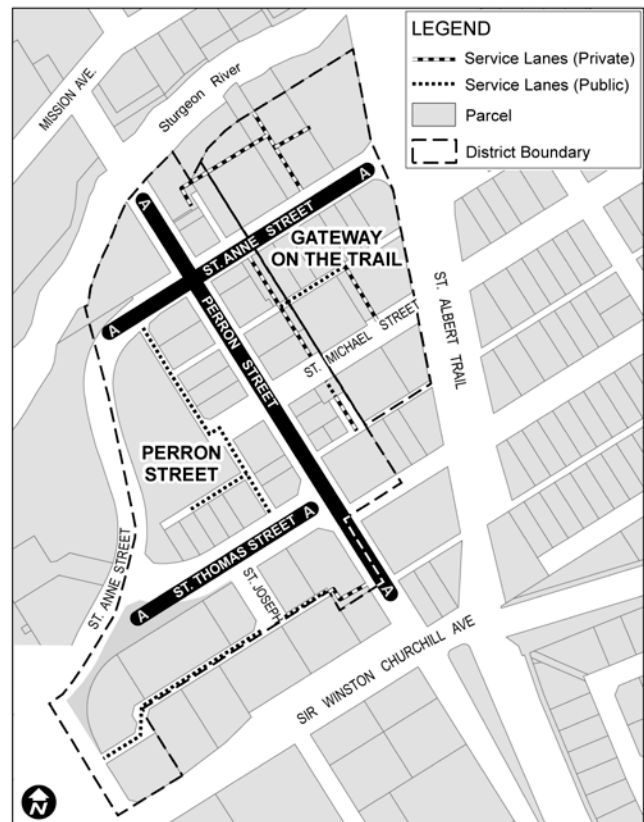 LEGEND
Service Lanes (Private)
Service Lanes (Public)
Parcel
District Boundary
MISSION AVE.
Sturgeon River
A
A
ST. ANNE STREET
A
GATEWAY
ON THE TRAIL
PERRON STREET
ST. ALBERT TRAIL
ST. MICHAEL STREET
PERRON
STREET
A
ST. THOMAS STREET
A
A
ST. ANNE STREET
ST. JOSEPH
SIR WINSTON CHURCHILL AVE
N